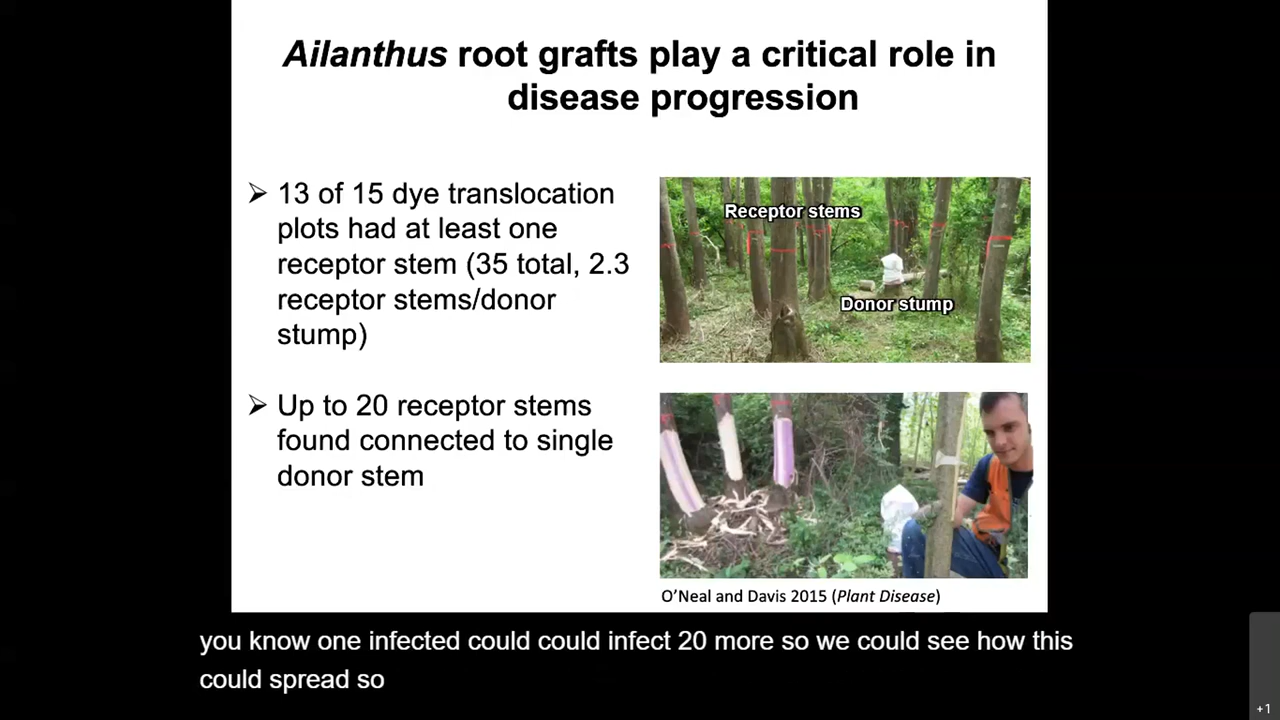 Ailanthus root grafts play a critical role in
disease progression
➢ 13 of 15 dye translocation
plots had at least one
receptor stem (35 total, 2.3
receptor stems/donor
stump)
➢ Up to 20 receptor stems
found connected to single
donor stem
Receptor stems
Donor stump
O’Neal and Davis 2015 (Plant Disease)
you know one infected could could infect 20 more so we could see how this
could spread so
+1